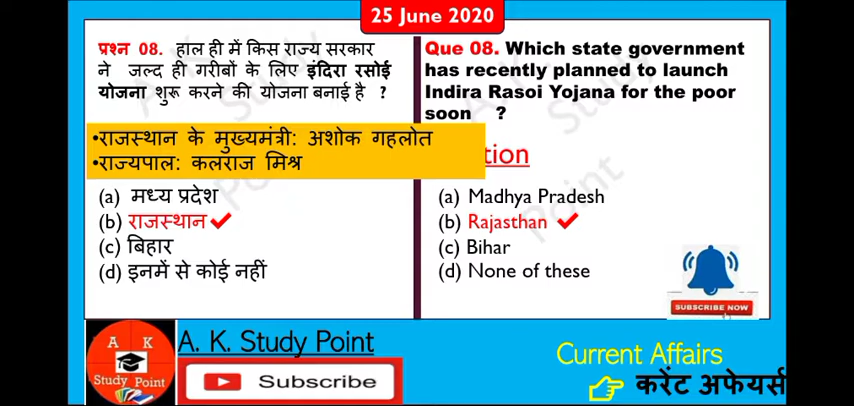 25 June 2020
प्रश्न 08. हाल ही में किस राज्य सरकार
ने जल्द ही गरीबों के लिए इंदिरा रसोई
योजना शुरू करने की योजना बनाई है ?
•राजस्थान के मुख्यमंत्री: अशोक गहलोत
•राज्यपाल: कलराज मिश्र
(a) मध्य प्रदेश
(b) राजस्थान
(c) बिहार
(d) इनमें से कोई नहीं
Que 08. Which state government
has recently planned to launch
Indira Rasoi Yojana for the poor
soon ?
tion
(a) Madhya Pradesh
(b) Rajasthan
(c) Bihar
(d) None of these
SUBSCRIBE NOW
A K
Study Point
A. K. Study Point
Subscribe
Current Affairs
करेंट अफेयर्स